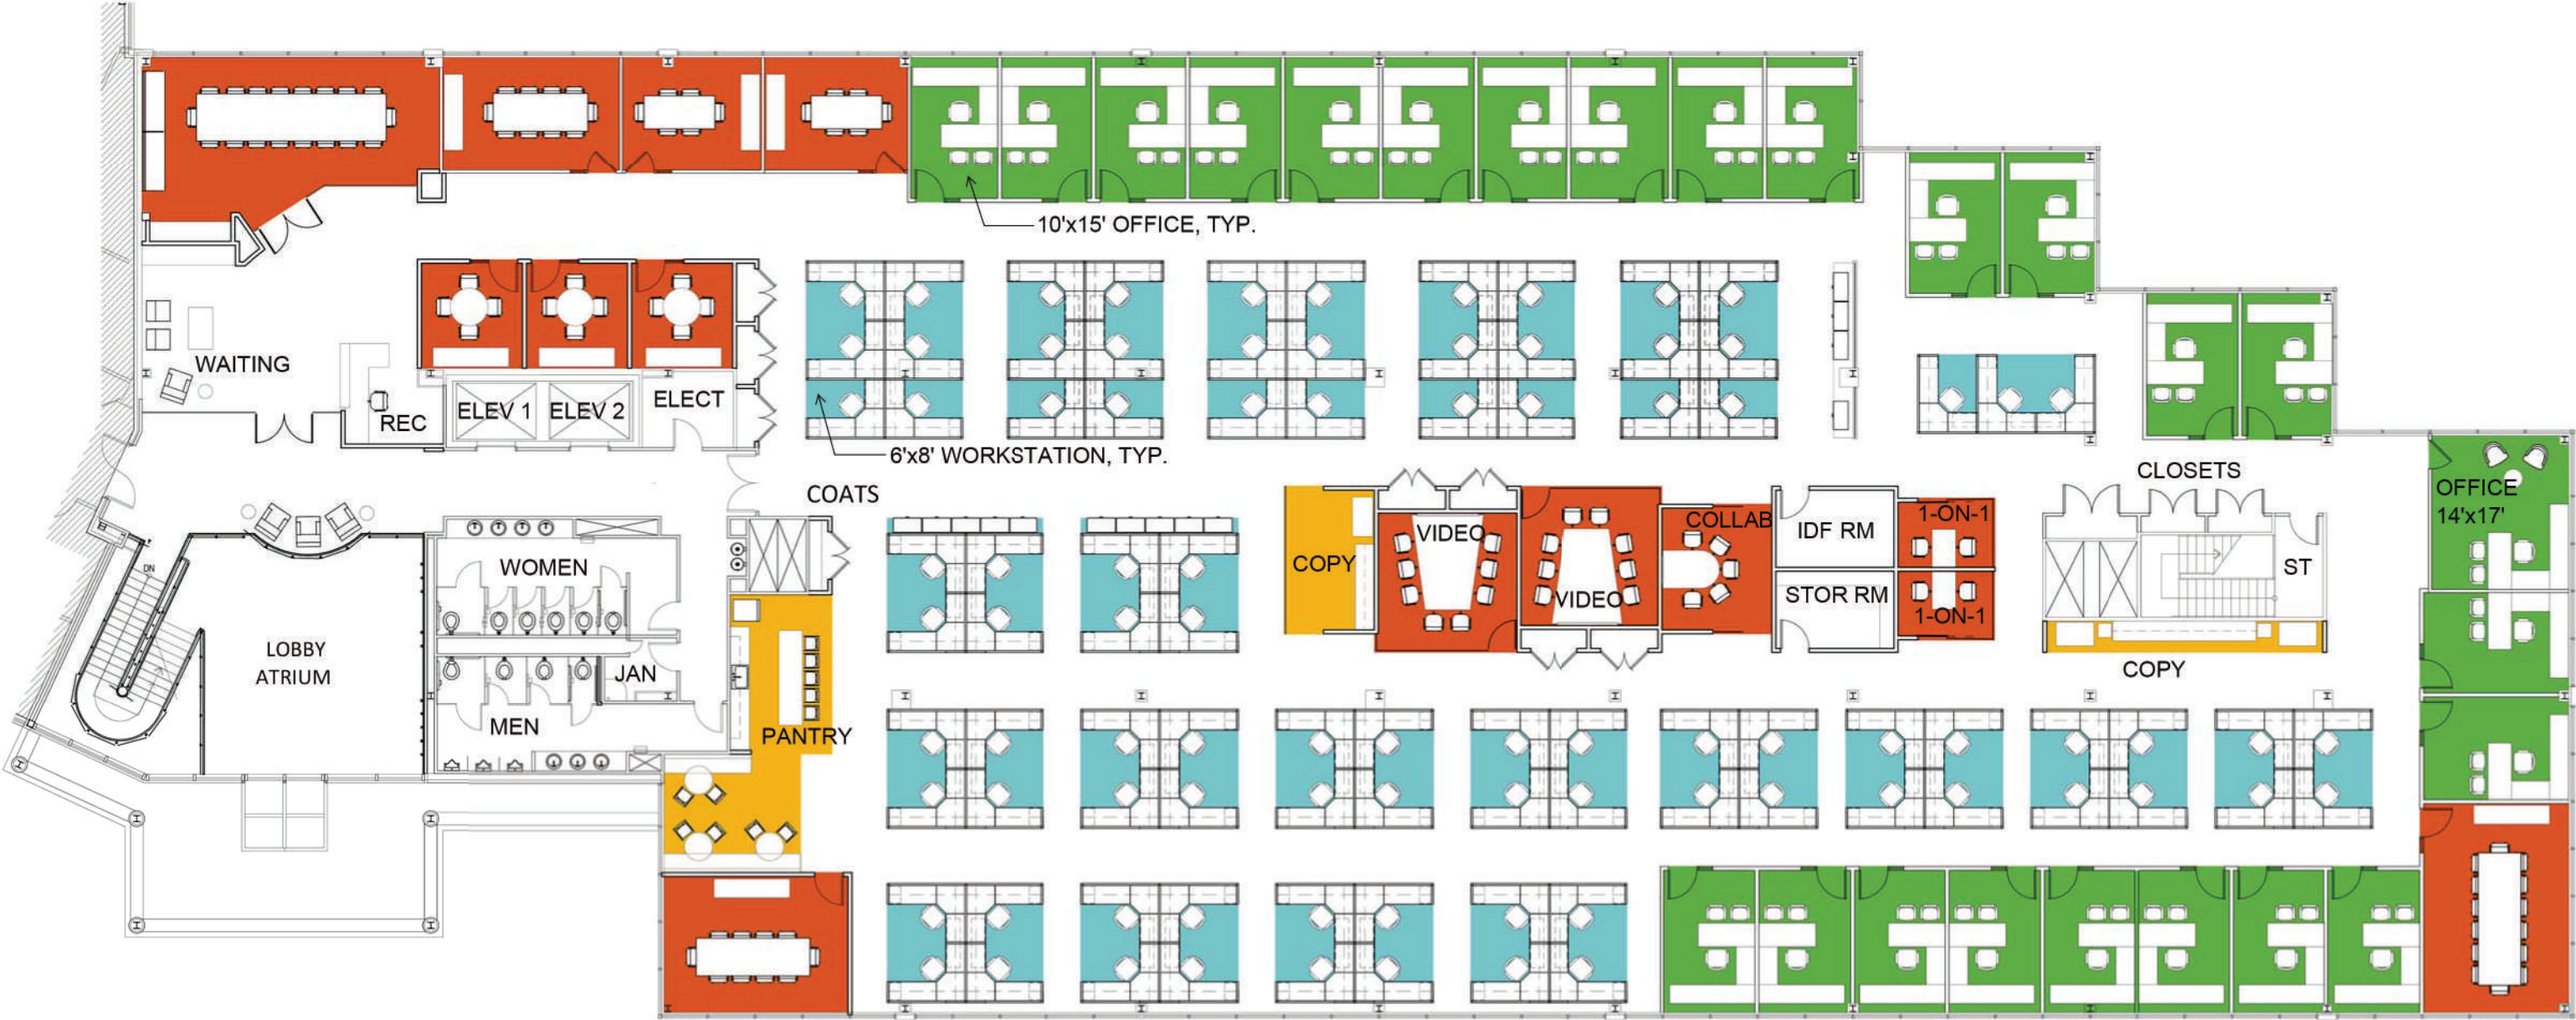 10'x15' OFFICE, TYP.
WAITING
REC
ELEV 1
ELEV 2
ELECT
6'x8' WORKSTATION, TYP.
COATS
CLOSETS
OFFICE
14'x17'
WOMEN
COPY
VIDEO
VIDEO
COLLAB
IDF RM
STOR RM
1-ON-1
1-ON-1
ST
DN
LOBBY
ATRIUM
JAN
MEN
PANTRY
COPY